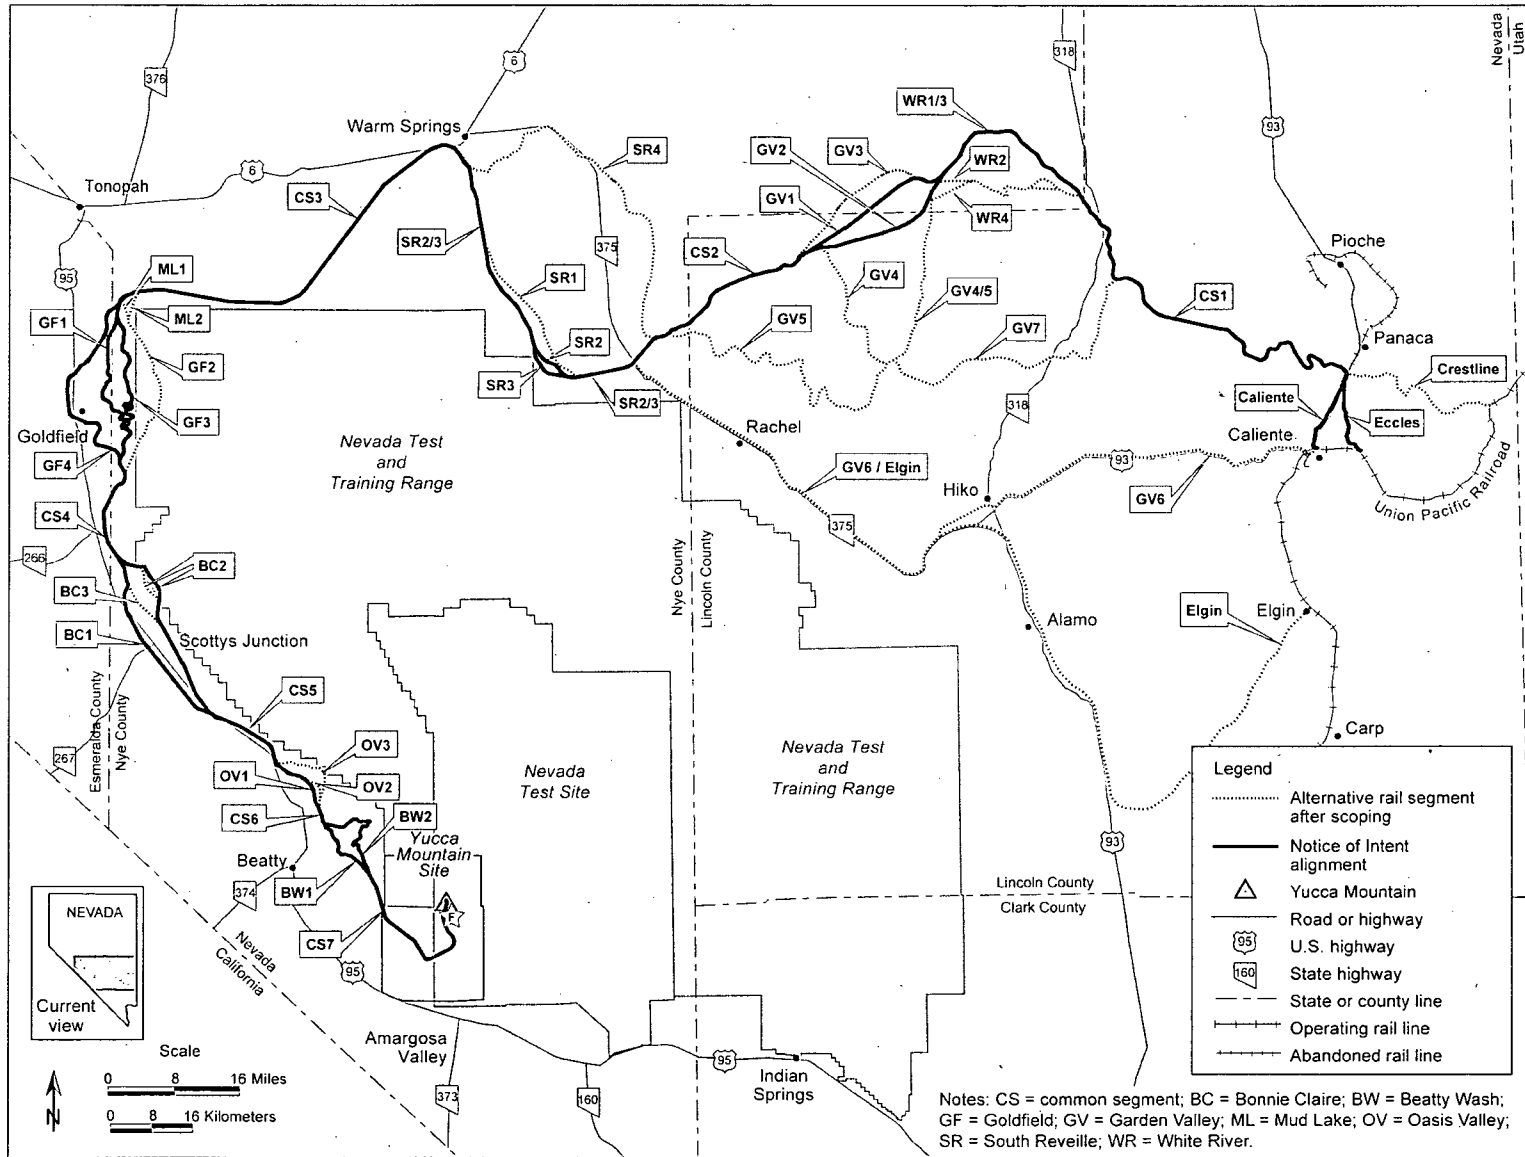 Nevada
Utah
376
6
318
93
WR1/3
Warm Springs
SR4
GV2
GV3
WR2
6
Tonopah
CS3
GV1
WR4
SR2/3
375
CS2
Pioche
95
ML1
SR1
GV4
GV4/5
CS1
GF1
ML2
GV5
GV7
Panaca
GF2
SR2
SR3
Crestline
GF3
SR2/3
318
Caliente
Eccles
Goldfield
Nevada Test
and
Training Range
Rachel
Caliente
GF4
GV6 / Elgin
93
Hiko
GV6
Union Pacific Railroad
CS4
375
266
BC2
BC3
Nye County
Lincoln County
Elgin
Elgin
BC1
Scottys Junction
Alamo
Esmeralda County
Nye County
CS5
267
OV3
Nevada
Test Site
Nevada Test
and
Training Range
Carp
OV1
OV2
CS6
BW2
Yucca
Mountain
Site
Beatty
93
374
BW1
Lincoln County
Clark County
F
CS7
Nevada
California
95
NEVADA
Current
view
Amargosa
Valley
95
Indian
Springs
373
160
Scale
0 8 16 Miles
0 8 16 Kilometers
N
Legend
Alternative rail segment
after scoping
Notice of Intent
alignment
Yucca Mountain
Road or highway
95
U.S. highway
160
State highway
State or county line
Operating rail line
Abandoned rail line
Notes: CS = common segment; BC = Bonnie Claire; BW = Beatty Wash;
GF = Goldfield; GV = Garden Valley; ML = Mud Lake; OV = Oasis Valley;
SR = South Reveille; WR = White River.